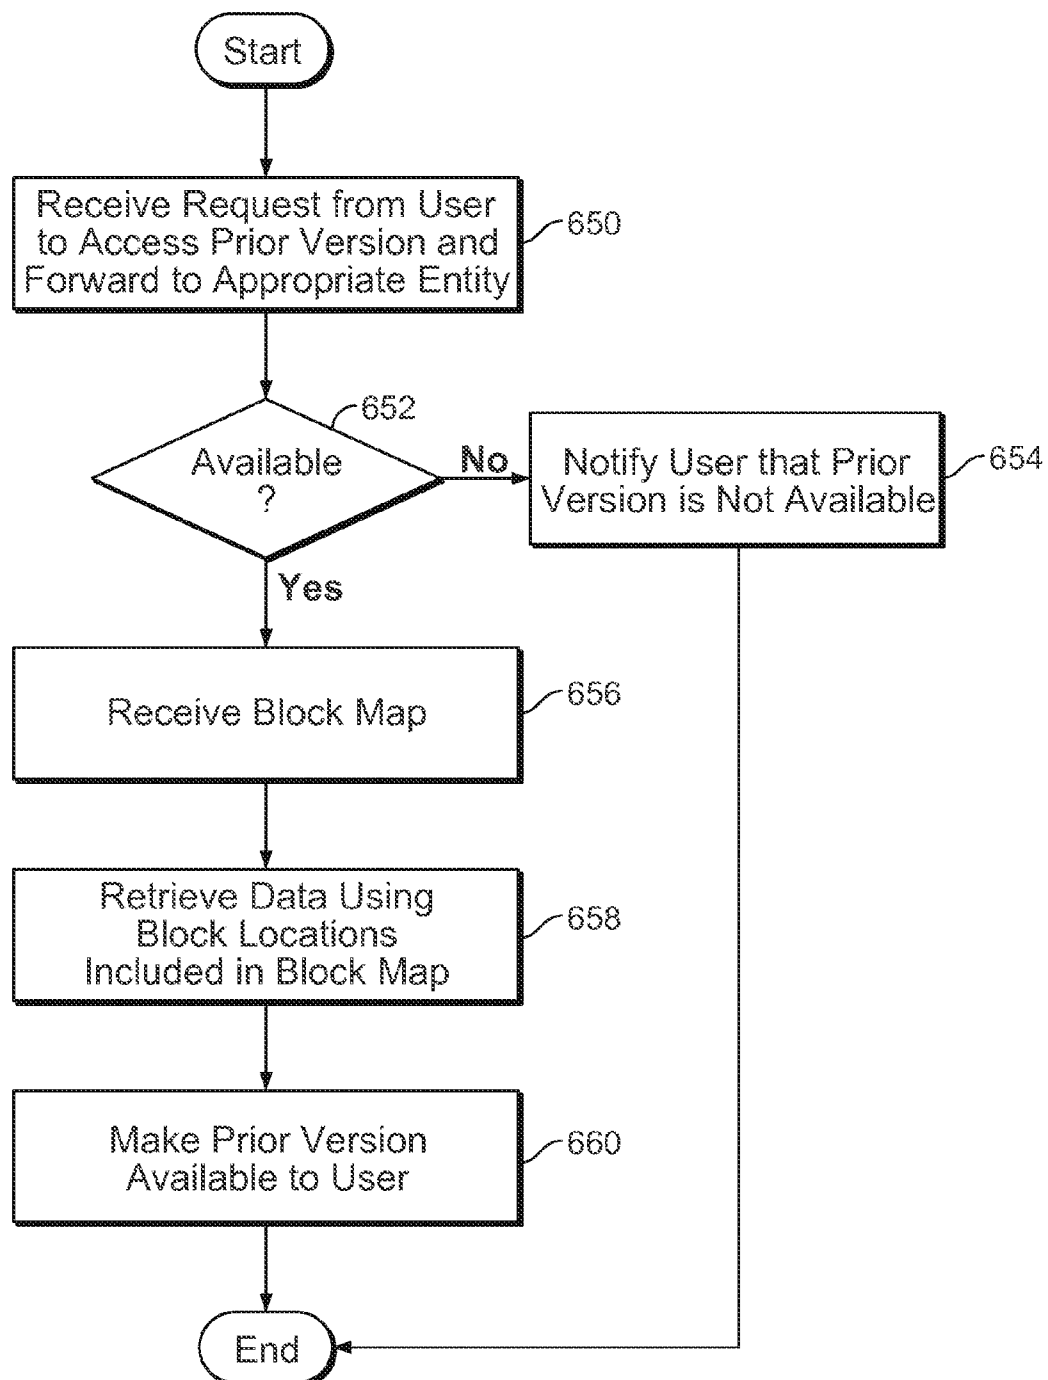 Start
Receive Request from User
to Access Prior Version and
Forward to Appropriate Entity
650
652
Available
?
No
Notify User that Prior
Version is Not Available
654
Yes
Receive Block Map
656
Retrieve Data Using
Block Locations
Included in Block Map
658
Make Prior Version
Available to User
660
End